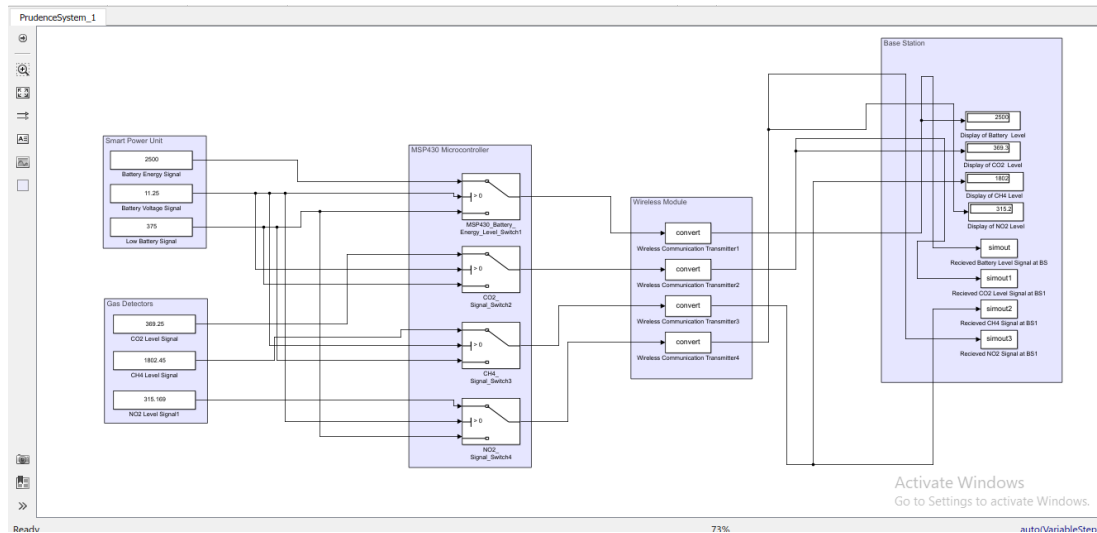 PrudenceSystem_1
Base Station
Smart Power Unit
2500
Battery Energy Signal
11.25
Battery Voltage Signal
375
Low Battery Signal
Gas Detectors
369.25
CO2 Level Signal
1802.45
CH4 Level Signal
315.169
NO2 Level Signal1
MSP430 Microcontroller
> 0
MSP430_Battery_
Energy_Level_Switch1
> 0
CO2_
Signal_Switch2
> 0
CH4_
Signal_Switch3
> 0
NO2_
Signal_Switch4
Wireless Module
convert
Wireless Communication Transmitter1
convert
Wireless Communication Transmitter2
convert
Wireless Communication Transmitter3
convert
Wireless Communication Transmitter4
2500
Display of Battery Level
369.3
Display of CO2 Level
1802
Display of CH4 Level
315.2
Display of NO2 Level
simout
Recieved Battery Level Signal at BS
simout1
Recieved CO2 Level Signal at BS1
simout2
Recieved CH4 Signal at BS1
simout3
Recieved NO2 Signal at BS1
Activate Windows
Go to Settings to activate Windows.
Ready
73%
auto(VariableStep